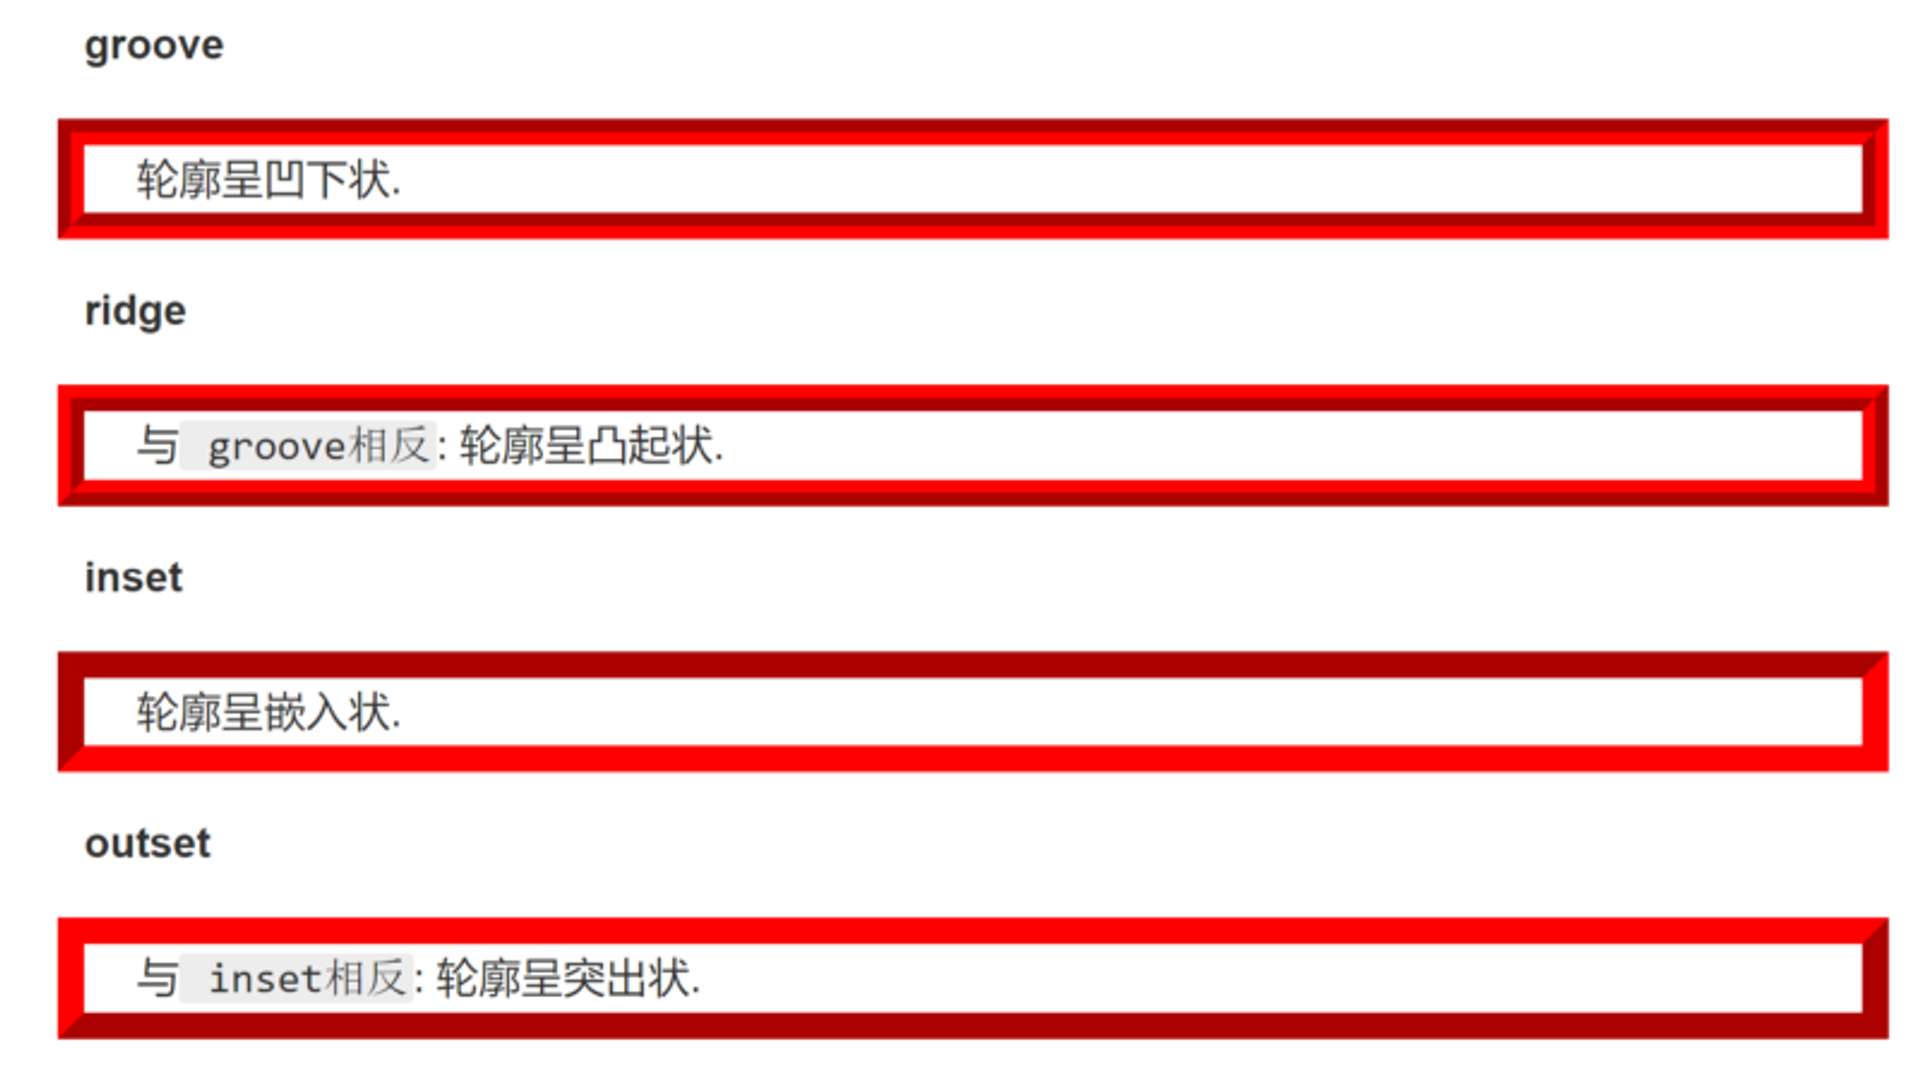 groove
轮廓呈凹下状.
ridge
与 groove相反: 轮廓呈凸起状.
inset
轮廓呈嵌入状.
outset
与 inset相反: 轮廓呈突出状.